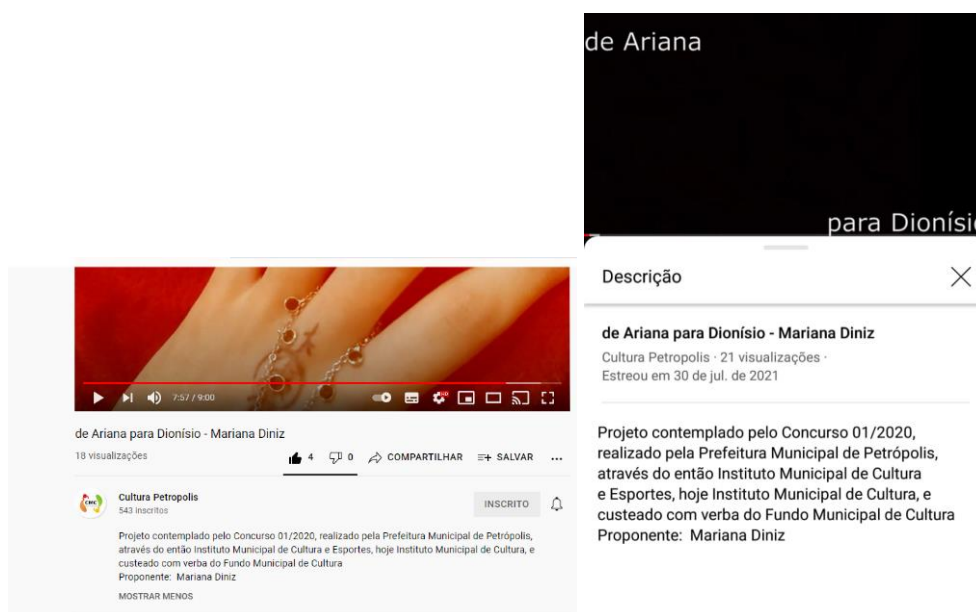 7:57 / 9:00
HD
de Ariana para Dionísio - Mariana Diniz
18 visualizações
4
0
COMPARTILHAR
SALVAR
CMC
Cultura Petropolis
543 inscritos
INSCRITO
Projeto contemplado pelo Concurso 01/2020, realizado pela Prefeitura Municipal de Petrópolis,
através do então Instituto Municipal de Cultura e Esportes, hoje Instituto Municipal de Cultura, e
custeado com verba do Fundo Municipal de Cultura
Proponente: Mariana Diniz
MOSTRAR MENOS
de Ariana
para Dionísio
Descrição
de Ariana para Dionísio - Mariana Diniz
Cultura Petropolis · 21 visualizações ·
Estreou em 30 de jul. de 2021
Projeto contemplado pelo Concurso 01/2020,
realizado pela Prefeitura Municipal de Petrópolis,
através do então Instituto Municipal de Cultura
e Esportes, hoje Instituto Municipal de Cultura, e
custeado com verba do Fundo Municipal de Cultura
Proponente: Mariana Diniz